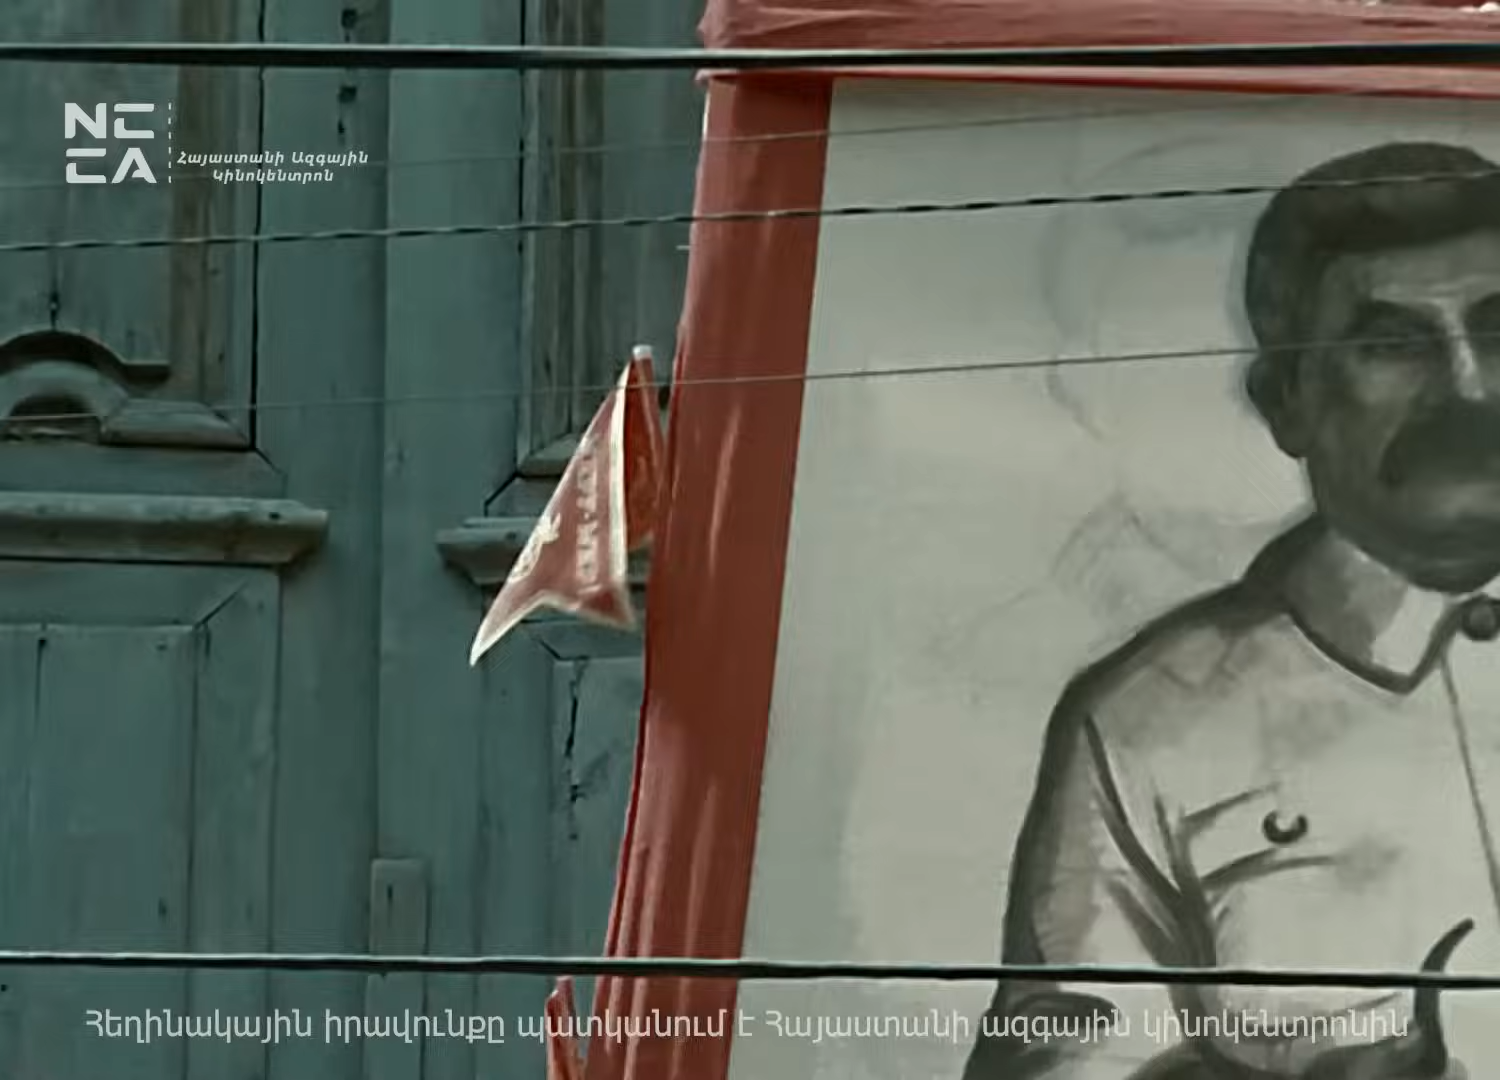 NC
CA
Հայաստանի Ազգային
Կինոկենտրոն
Հեղինակային իրավունքը պատկանում է Հայաստանի ազգային կինոկենտրոնին